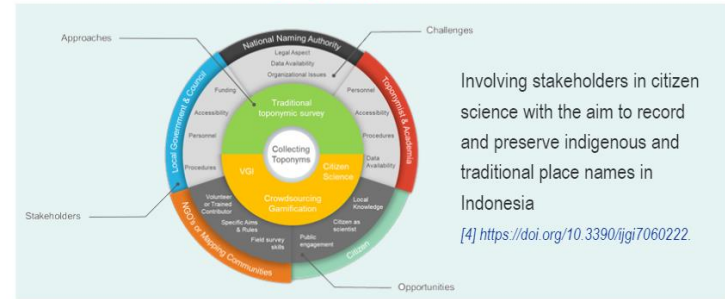 Approaches
Challenges
Stakeholders
Opportunities
National Naming Authority
Toponymist & Academia
Citizen
NGO's or Mapping Communities
Local Government & Council
Legal Aspect
Data Availability
Organizational Issues
Funding
Accessibility
Personnel
Procedures
Personnel
Accessibility
Procedures
Data
Availability
Traditional
toponymic survey
Collecting
Toponyms
VGI
Citizen
Science
Crowdsourcing
Gamification
Volunteer
or Trained
Contributor
Specific Aims
& Rules
Field survey
skills
Public
engagement
Citizen as
scientist
Local
Knowledge
Involving stakeholders in citizen
science with the aim to record
and preserve indigenous and
traditional place names in
Indonesia
[4] https://doi.org/10.3390/ijgi7060222.